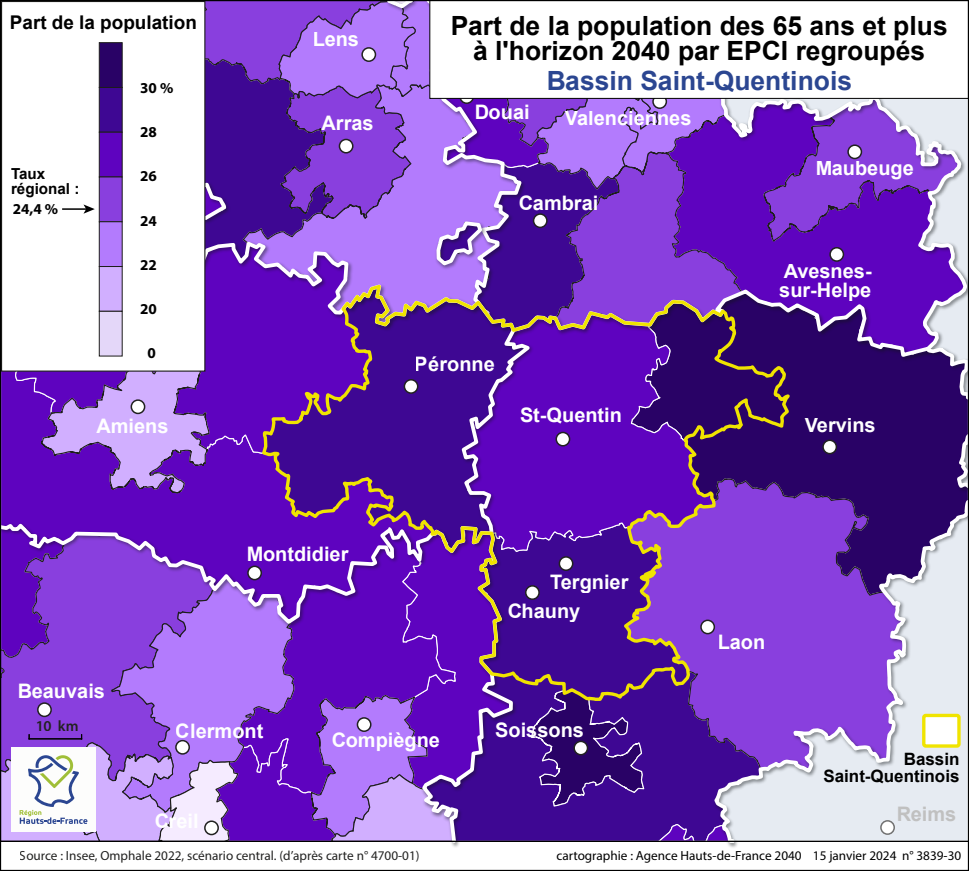 Part de la population
30 %
28
26
Taux
régional :
24,4 %
24
22
20
0
Part de la population des 65 ans et plus
à l'horizon 2040 par EPCI regroupés
Bassin Saint-Quentinois
Lens
Douai
Valenciennes
Arras
Maubeuge
Cambrai
Avesnes-
sur-Helpe
Péronne
St-Quentin
Amiens
Vervins
Montdidier
Tergnier
Chauny
Laon
Beauvais
10 km
Clermont
Compiègne
Soissons
Creil
Bassin
Saint-Quentinois
Reims
Région
Hauts-de-France
Source : Insee, Omphale 2022, scénario central. (d'après carte n° 4700-01)
cartographie : Agence Hauts-de-France 2040 15 janvier 2024 n° 3839-30